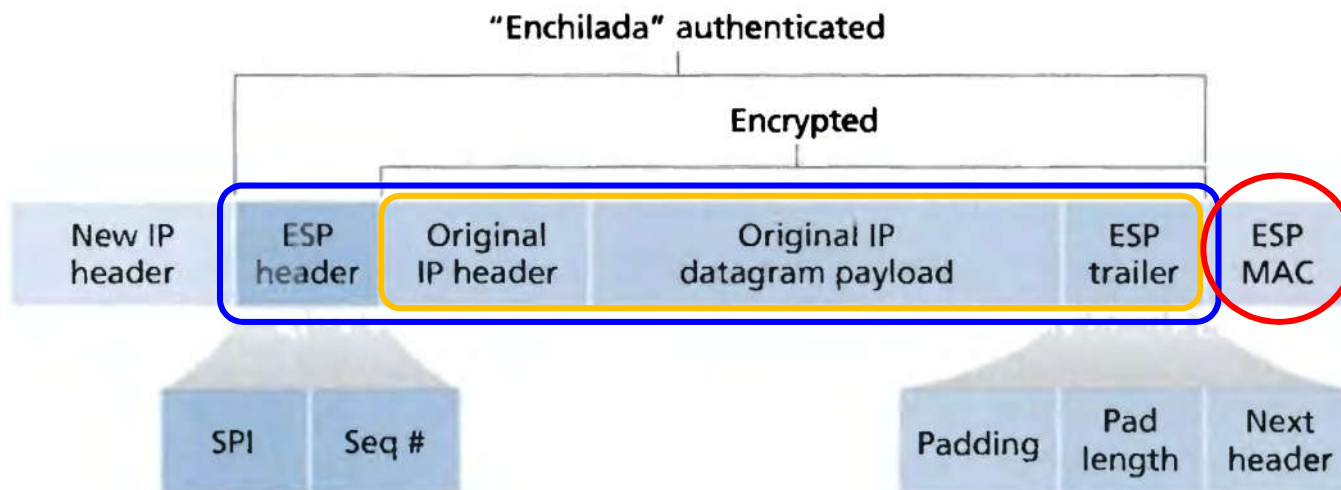 “Enchilada” authenticated
Encrypted
New IP
header
ESP
header
Original
IP header
Original IP
datagram payload
ESP
trailer
ESP
MAC
SPI
Seq #
Padding
Pad
length
Next
header